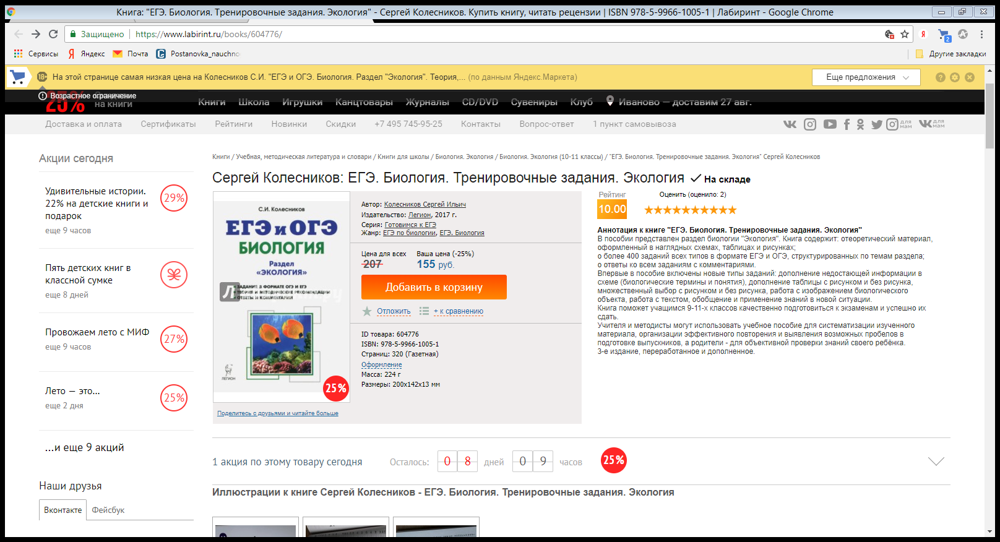 Книга: "ЕГЭ. Биология. Тренировочные задания. Экология" - Сергей Колесников. Купить книгу, читать рецензии | ISBN 978-5-9966-1005-1 | Лабиринт - Google Chrome
Защищено https://www.labirint.ru/books/604776/
Я 2
Сервисы Я Яндекс Почта Postanovka_nauchno Другие закладки
18+ На этой странице самая низкая цена на Колесников С.И. "ЕГЭ и ОГЭ. Биология. Раздел "Экология". Теория,... (по данным Яндекс.Маркета) Еще предложения
Возрастное ограничение
25% на книги
Книги Школа Игрушки Канцтовары Журналы CD/DVD Сувениры Клуб Иваново — доставим 27 авг.
Доставка и оплата Сертификаты Рейтинги Новинки Скидки +7 495 745-95-25 Контакты Вопрос-ответ 1 пункт самовывоза для мам для мам
Акции сегодня
Удивительные истории.
22% на детские книги и
подарок
29%
еще 9 часов
Пять детских книг в
классной сумке
еще 8 дней
Провожаем лето с МИФ
27%
еще 9 часов
Лето — это...
25%
еще 2 дня
...и еще 9 акций
Наши друзья
Вконтакте Фейсбук
Книги / Учебная, методическая литература и словари / Книги для школы / Биология. Экология / Биология. Экология (10-11 классы) / "ЕГЭ. Биология. Тренировочные задания. Экология" Сергей Колесников
Сергей Колесников: ЕГЭ. Биология. Тренировочные задания. Экология На складе
С.И. Колесников
ЕГЭ и ОГЭ
БИОЛОГИЯ
Раздел
«ЭКОЛОГИЯ»
ЗАДАНИЯ В ФОРМАТЕ ОГЭ И ЕГЭ
ТЕОРИЯ И МЕТОДИЧЕСКИЕ РЕКОМЕНДАЦИИ
ОТВЕТЫ И КОММЕНТАРИИ
Л
ЛЕГИОН
25%
Поделитесь с друзьями и читайте больше
Автор: Колесников Сергей Ильич
Издательство: Легион, 2017 г.
Серия: Готовимся к ЕГЭ
Жанр: ЕГЭ по биологии, ЕГЭ. Биология
Цена для всех Ваша цена (-25%)
207 155 руб.
Добавить в корзину
Отложить + к сравнению
ID товара: 604776
ISBN: 978-5-9966-1005-1
Страниц: 320 (Газетная)
Оформление
Масса: 224 г
Размеры: 200x142x13 мм
Рейтинг Оценить (оценило: 2)
10.00
Аннотация к книге "ЕГЭ. Биология. Тренировочные задания. Экология"
В пособии представлен раздел биологии "Экология". Книга содержит: oтеоретический материал,
оформленный в наглядных схемах, таблицах и рисунках;
o более 400 заданий всех типов в формате ЕГЭ и ОГЭ, структурированных по темам раздела;
o ответы ко всем заданиям с комментариями.
Впервые в пособие включены новые типы заданий: дополнение недостающей информации в
схеме (биологические термины и понятия), дополнение таблицы с рисунком и без рисунка,
множественный выбор с рисунком и без рисунка, работа с изображением биологического
объекта, работа с текстом, обобщение и применение знаний в новой ситуации.
Книга поможет учащимся 9-11-х классов качественно подготовиться к экзаменам и успешно их
сдать.
Учителя и методисты могут использовать учебное пособие для систематизации изученного
материала, организации эффективного повторения и выявления возможных пробелов в
подготовке выпускников, а родители - для объективной проверки знаний своего ребёнка.
3-е издание, переработанное и дополненное.
1 акция по этому товару сегодня Осталось: 0 8 дней 0 9 часов 25%
Иллюстрации к книге Сергей Колесников - ЕГЭ. Биология. Тренировочные задания. Экология